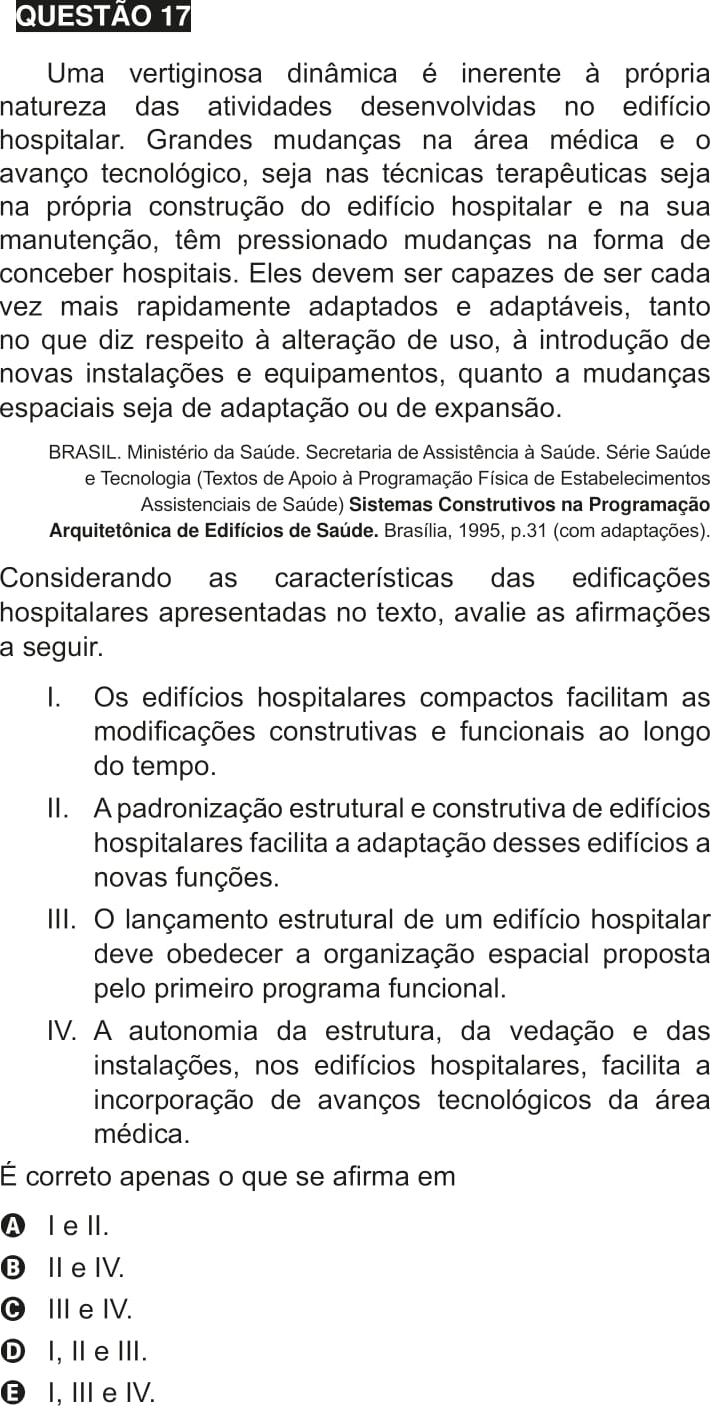 QUESTÃO 17
Uma vertiginosa dinâmica é inerente à própria
natureza das atividades desenvolvidas no edifício
hospitalar. Grandes mudanças na área médica e o
avanço tecnológico, seja nas técnicas terapêuticas seja
na própria construção do edifício hospitalar e na sua
manutenção, têm pressionado mudanças na forma de
conceber hospitais. Eles devem ser capazes de ser cada
vez mais rapidamente adaptados e adaptáveis, tanto
no que diz respeito à alteração de uso, à introdução de
novas instalações e equipamentos, quanto a mudanças
espaciais seja de adaptação ou de expansão.
BRASIL. Ministério da Saúde. Secretaria de Assistência à Saúde. Série Saúde
e Tecnologia (Textos de Apoio à Programação Física de Estabelecimentos
Assistenciais de Saúde) Sistemas Construtivos na Programação
Arquitetônica de Edifícios de Saúde. Brasília, 1995, p.31 (com adaptações).
Considerando as características das edificações
hospitalares apresentadas no texto, avalie as afirmações
a seguir.
I. Os edifícios hospitalares compactos facilitam as
modificações construtivas e funcionais ao longo
do tempo.
II. A padronização estrutural e construtiva de edifícios
hospitalares facilita a adaptação desses edifícios a
novas funções.
III. O lançamento estrutural de um edifício hospitalar
deve obedecer a organização espacial proposta
pelo primeiro programa funcional.
IV. A autonomia da estrutura, da vedação e das
instalações, nos edifícios hospitalares, facilita a
incorporação de avanços tecnológicos da área
médica.
É correto apenas o que se afirma em
A I e II.
B II e IV.
C III e IV.
D I, II e III.
E I, III e IV.